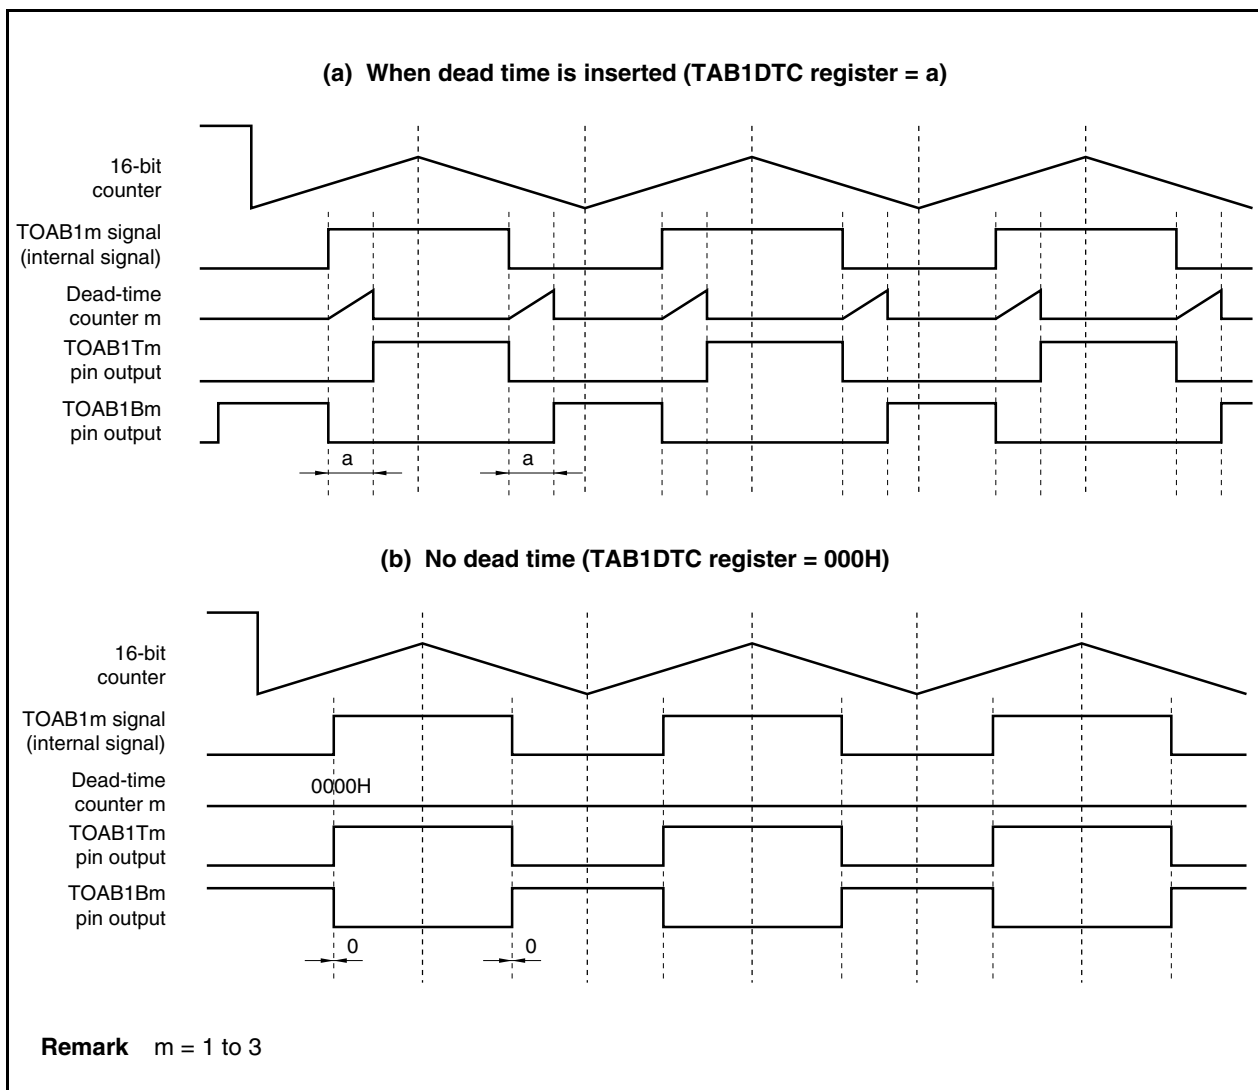 (a) When dead time is inserted (TAB1DTC register = a)
16-bit
counter
TOAB1m signal
(internal signal)
Dead-time
counter m
TOAB1Tm
pin output
TOAB1Bm
pin output
a
a
(b) No dead time (TAB1DTC register = 000H)
16-bit
counter
TOAB1m signal
(internal signal)
Dead-time
counter m
0000H
TOAB1Tm
pin output
TOAB1Bm
pin output
0
0
Remark m = 1 to 3